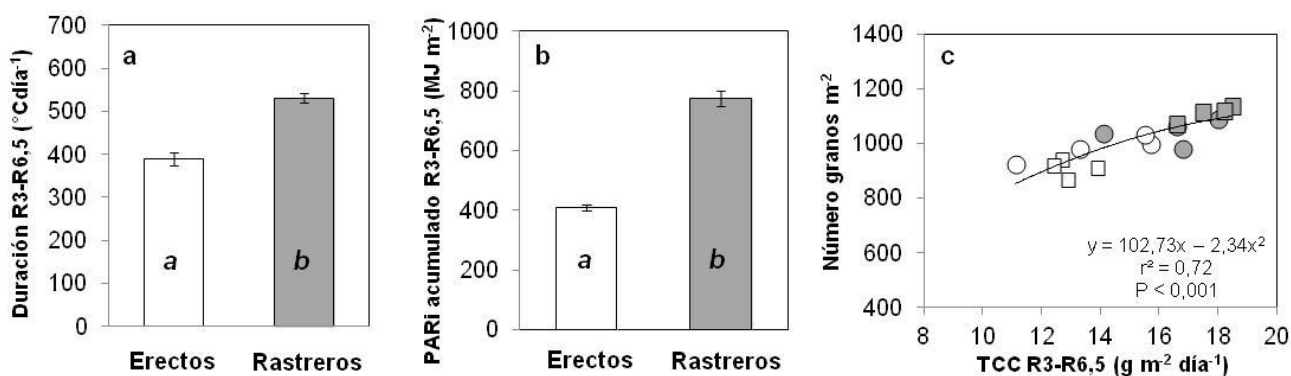 a
Duración R3-R6,5 (°Cdía-1)
700
600
500
400
300
200
100
0
a
b
Erectos
Rastreros
b
PARi acumulado R3-R6,5 (MJ m-2)
1000
800
600
400
200
0
a
b
Erectos
Rastreros
c
Número granos m-2
1400
1200
1000
800
600
400
y = 102,73x – 2,34x²
r² = 0,72
P < 0,001
8 10 12 14 16 18 20
TCC R3-R6,5 (g m-2 día-1)